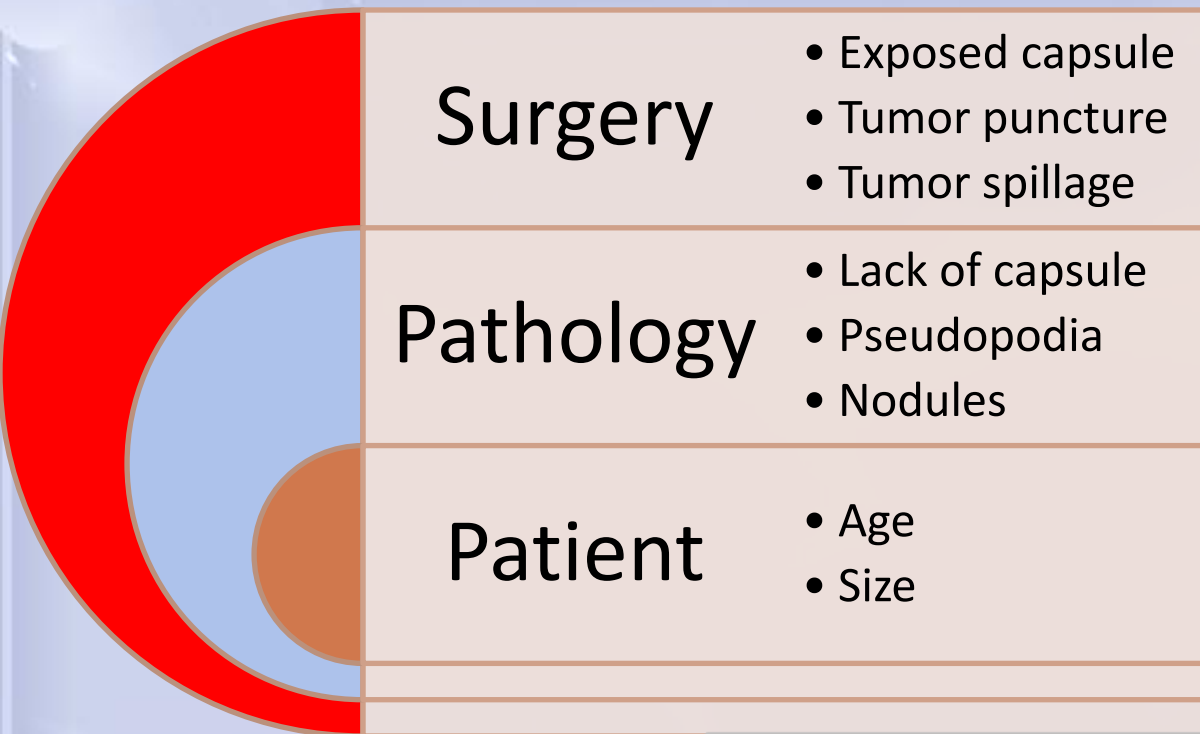 Surgery
• Exposed capsule
• Tumor puncture
• Tumor spillage
Pathology
• Lack of capsule
• Pseudopodia
• Nodules
Patient
• Age
• Size